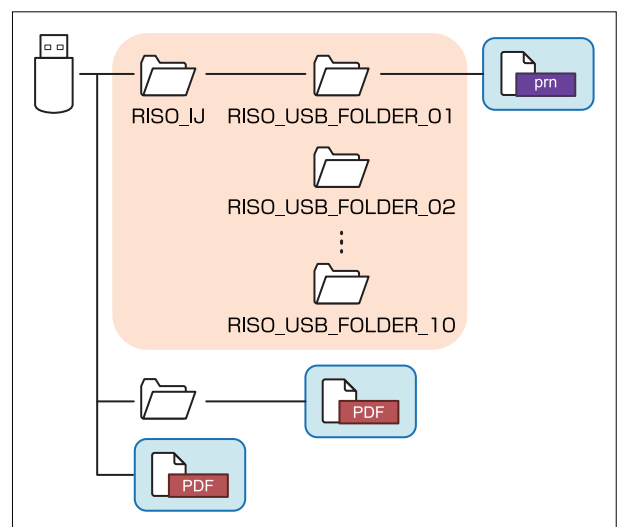 prn
RISO_IJ RISO_USB_FOLDER_01
RISO_USB_FOLDER_02
RISO_USB_FOLDER_10
PDF
PDF